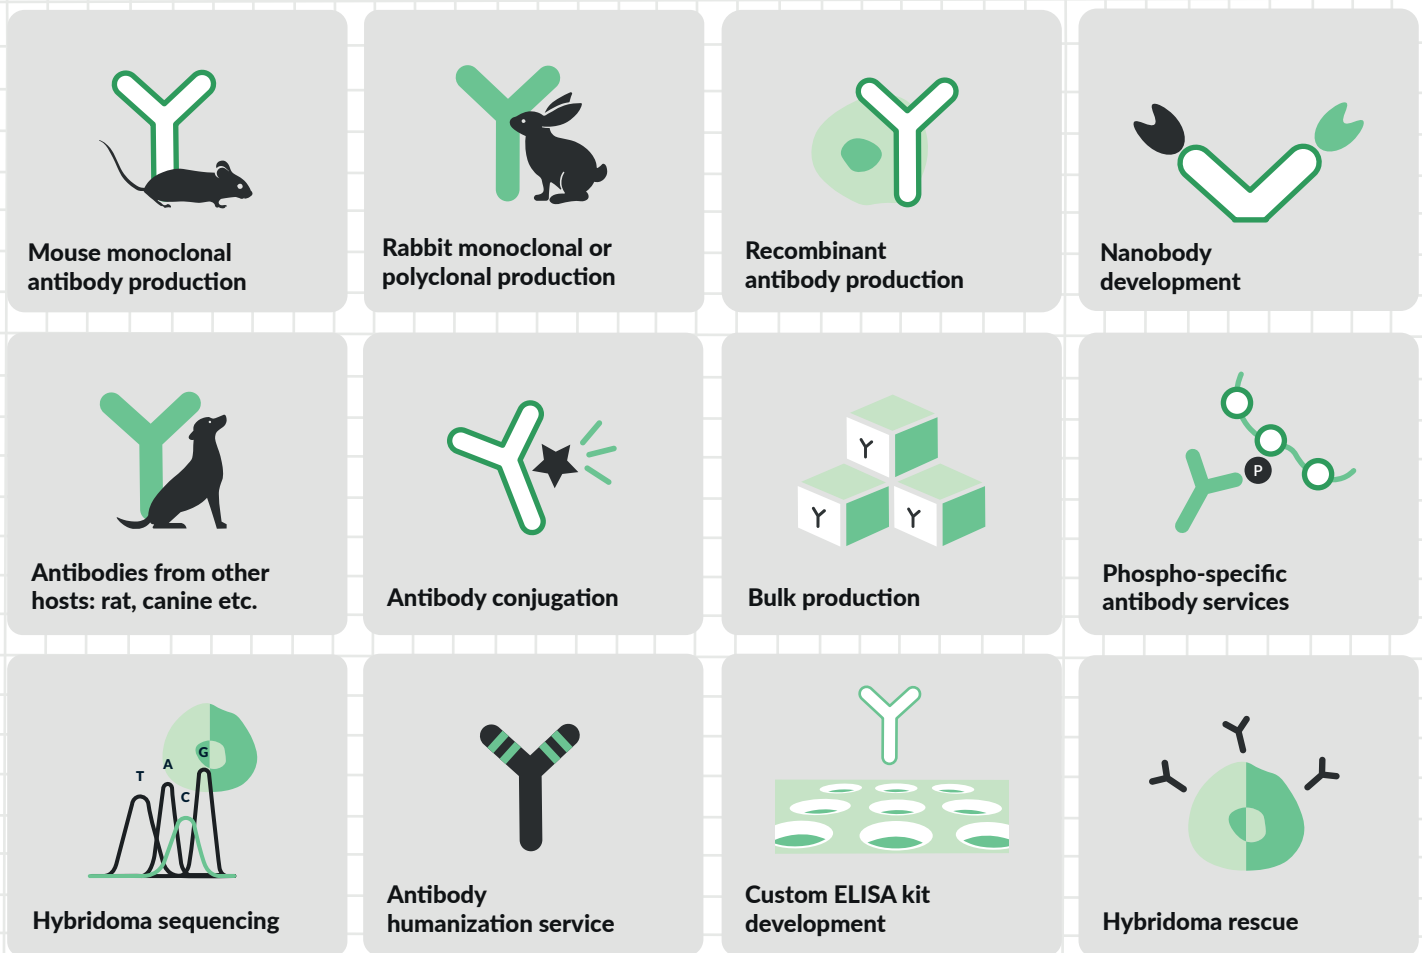 Mouse monoclonal
antibody production
Rabbit monoclonal or
polyclonal production
Recombinant
antibody production
Nanobody
development
Antibodies from other
hosts: rat, canine etc.
Antibody conjugation
Y
Y
Y
Bulk production
P
Phospho-specific
antibody services
T
A
G
C
Hybridoma sequencing
Antibody
humanization service
Custom ELISA kit
development
Hybridoma rescue